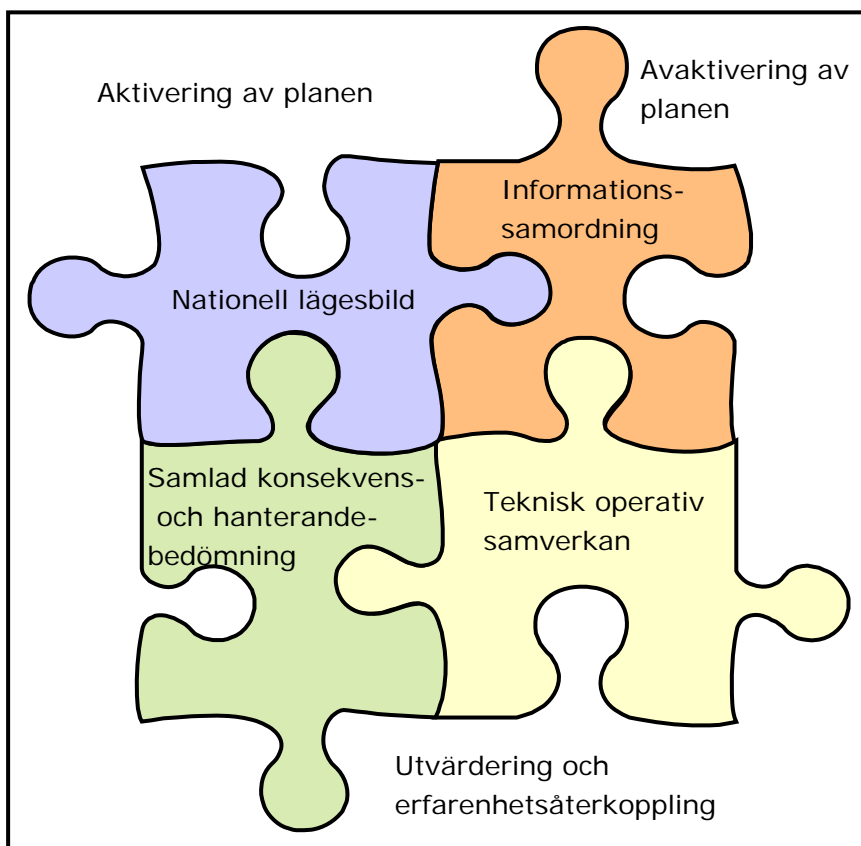 Aktivering av planen
Avaktivering av
planen
Informations-
samordning
Nationell lägesbild
Samlad konsekvens-
och hanterande-
bedömning
Teknisk operativ
samverkan
Utvärdering och
erfarenhetsåterkoppling